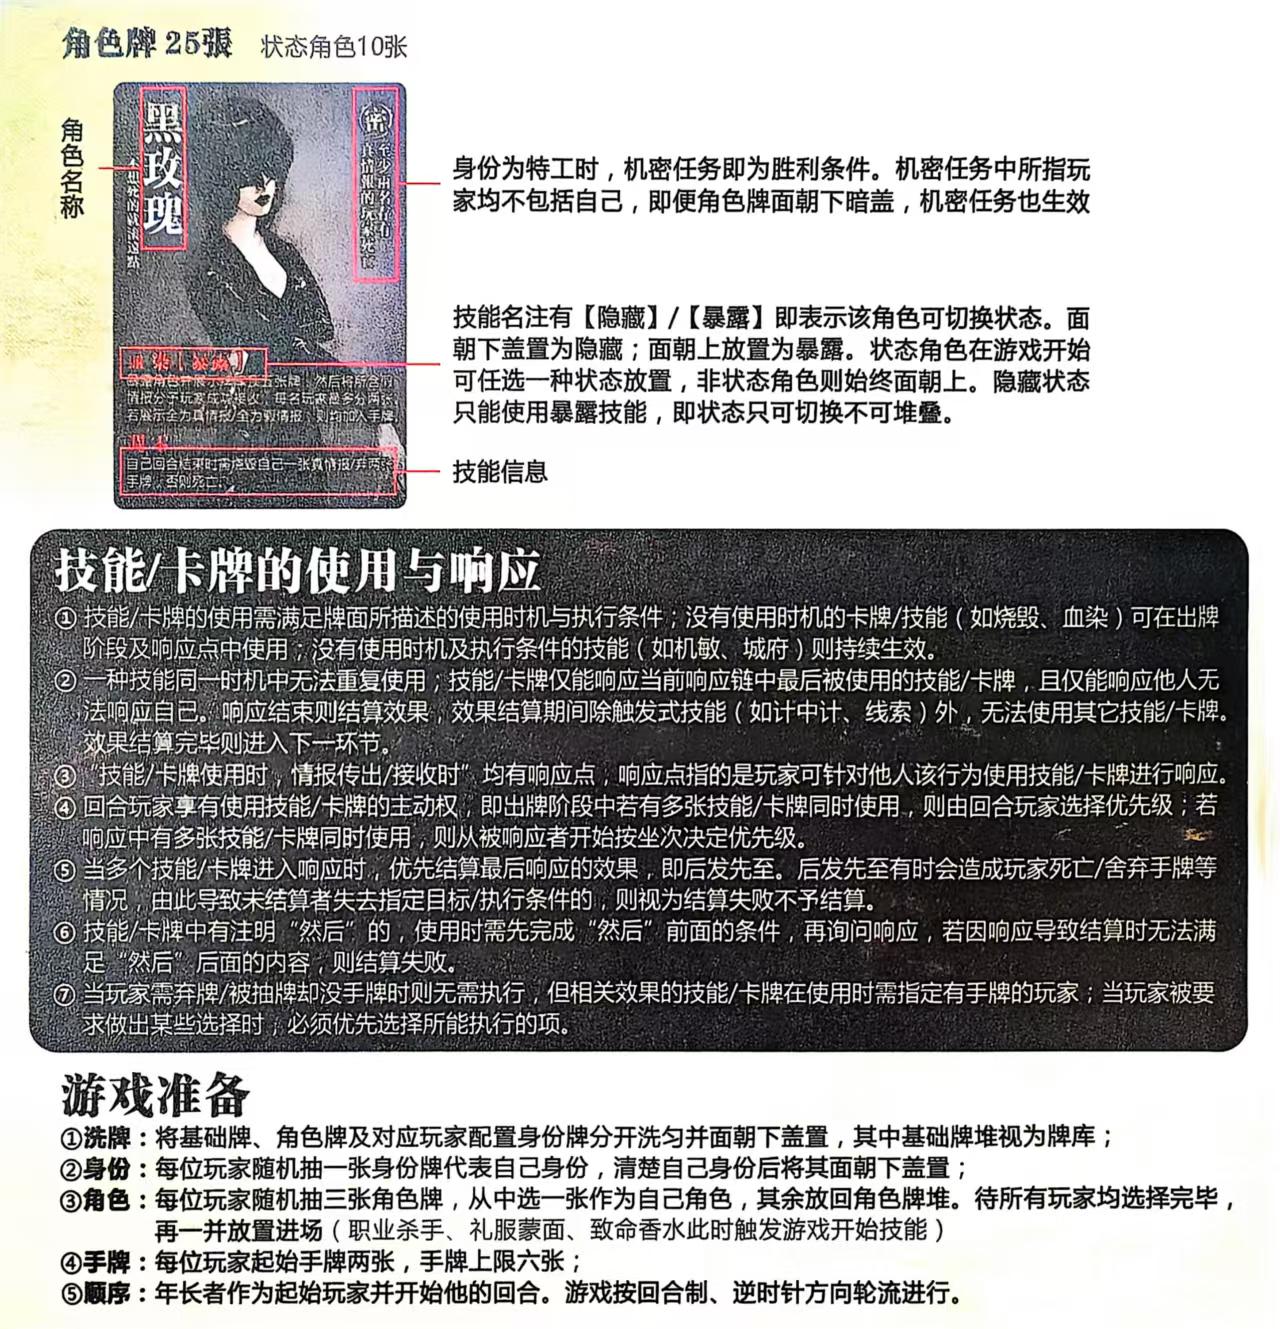 角色牌 25張 状态角色10张
角色名称
黑玫瑰
密
至少兩名持有
真情報的玩家死亡
身份为特工时，机密任务即为胜利条件。机密任务中所指玩
家均不包括自己，即便角色牌面朝下暗盖，机密任务也生效
技能名注有【隐藏】/【暴露】即表示该角色可切换状态。面
朝下盖置为隐藏；面朝上放置为暴露。状态角色在游戏开始
可任选一种状态放置，非状态角色则始终面朝上。隐藏状态
只能使用暴露技能，即状态只可切换不可堆叠。
血染【暴露】
自己回合结束时需烧毁自己一张真情报/弃两张
手牌，否则死亡。
技能信息
技能/卡牌的使用与响应
① 技能/卡牌的使用需满足牌面所描述的使用时机与执行条件；没有使用时机的卡牌/技能（如烧毁、血染）可在出牌
阶段及响应点中使用；没有使用时机及执行条件的技能（如机敏、城府）则持续生效。
② 一种技能同一时机中无法重复使用；技能/卡牌仅能响应当前响应链中最后被使用的技能/卡牌，且仅能响应他人无
法响应自己。响应结束则结算效果，效果结算期间除触发式技能（如计中计、线索）外，无法使用其它技能/卡牌。
效果结算完毕则进入下一环节。
③ “技能/卡牌使用时，情报传出/接收时”均有响应点，响应点指的是玩家可针对他人该行为使用技能/卡牌进行响应。
④ 回合玩家享有使用技能/卡牌的主动权，即出牌阶段中若有多张技能/卡牌同时使用，则由回合玩家选择优先级；若
响应中有多张技能/卡牌同时使用，则从被响应者开始按坐次决定优先级。
⑤ 当多个技能/卡牌进入响应时，优先结算最后响应的效果，即后发先至。后发先至有时会造成玩家死亡/舍弃手牌等
情况，由此导致未结算者失去指定目标/执行条件的，则视为结算失败不予结算。
⑥ 技能/卡牌中有注明“然后”的，使用时需先完成“然后”前面的条件，再询问响应，若因响应导致结算时无法满
足“然后”后面的内容，则结算失败。
⑦ 当玩家需弃牌/被抽牌却没手牌时则无需执行，但相关效果的技能/卡牌在使用时需指定有手牌的玩家；当玩家被要
求做出某些选择时，必须优先选择所能执行的项。
游戏准备
①洗牌：将基础牌、角色牌及对应玩家配置身份牌分开洗匀并面朝下盖置，其中基础牌堆视为牌库；
②身份：每位玩家随机抽一张身份牌代表自己身份，清楚自己身份后将其面朝下盖置；
③角色：每位玩家随机抽三张角色牌，从中选一张作为自己角色，其余放回角色牌堆。待所有玩家均选择完毕，
再一并放置进场（职业杀手、礼服蒙面、致命香水此时触发游戏开始技能）
④手牌：每位玩家起始手牌两张，手牌上限六张；
⑤顺序：年长者作为起始玩家并开始他的回合。游戏按回合制、逆时针方向轮流进行。